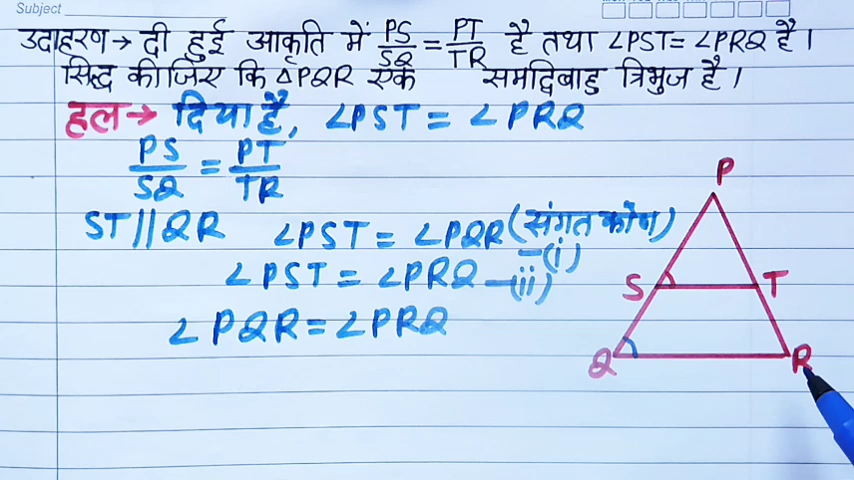 Subject
उदाहरण → दी हुई आकृति में PS/SQ = PT/TR है तथा ∠PST = ∠PRQ है।
सिद्ध कीजिए कि △PQR एक समद्विबाहु त्रिभुज है।
हल → दिया है, ∠PST = ∠PRQ
PS/SQ = PT/TR
ST || QR ∠PST = ∠PQR (संगत कोण) —(i)
∠PST = ∠PRQ —(ii)
∠PQR = ∠PRQ
P
S T
Q R